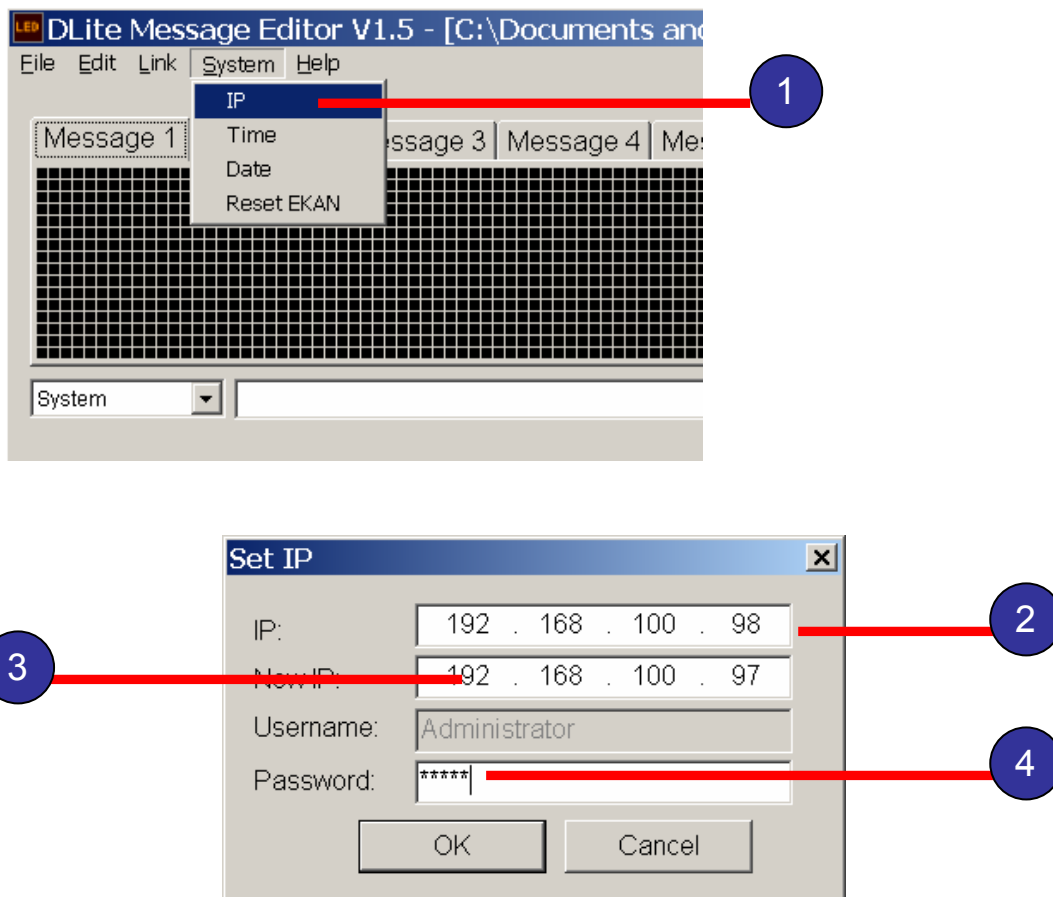 LED DLite Message Editor V1.5 - [C:\Documents and
File Edit Link System Help
IP
1
Time
Message 1 ssage 3 Message 4 Mes
Date
Reset EKAN
System
Set IP
IP: 192 . 168 . 100 . 98
2
3
New IP: 192 . 168 . 100 . 97
Username: Administrator
Password: *****
4
OK Cancel